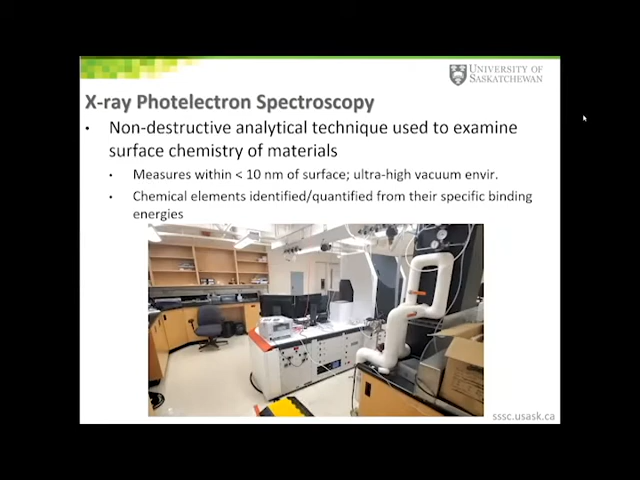 UNIVERSITY OF
SASKATCHEWAN
X-ray Photelectron Spectroscopy
• Non-destructive analytical technique used to examine
surface chemistry of materials
• Measures within < 10 nm of surface; ultra-high vacuum envir.
• Chemical elements identified/quantified from their specific binding
energies
sssc.usask.ca